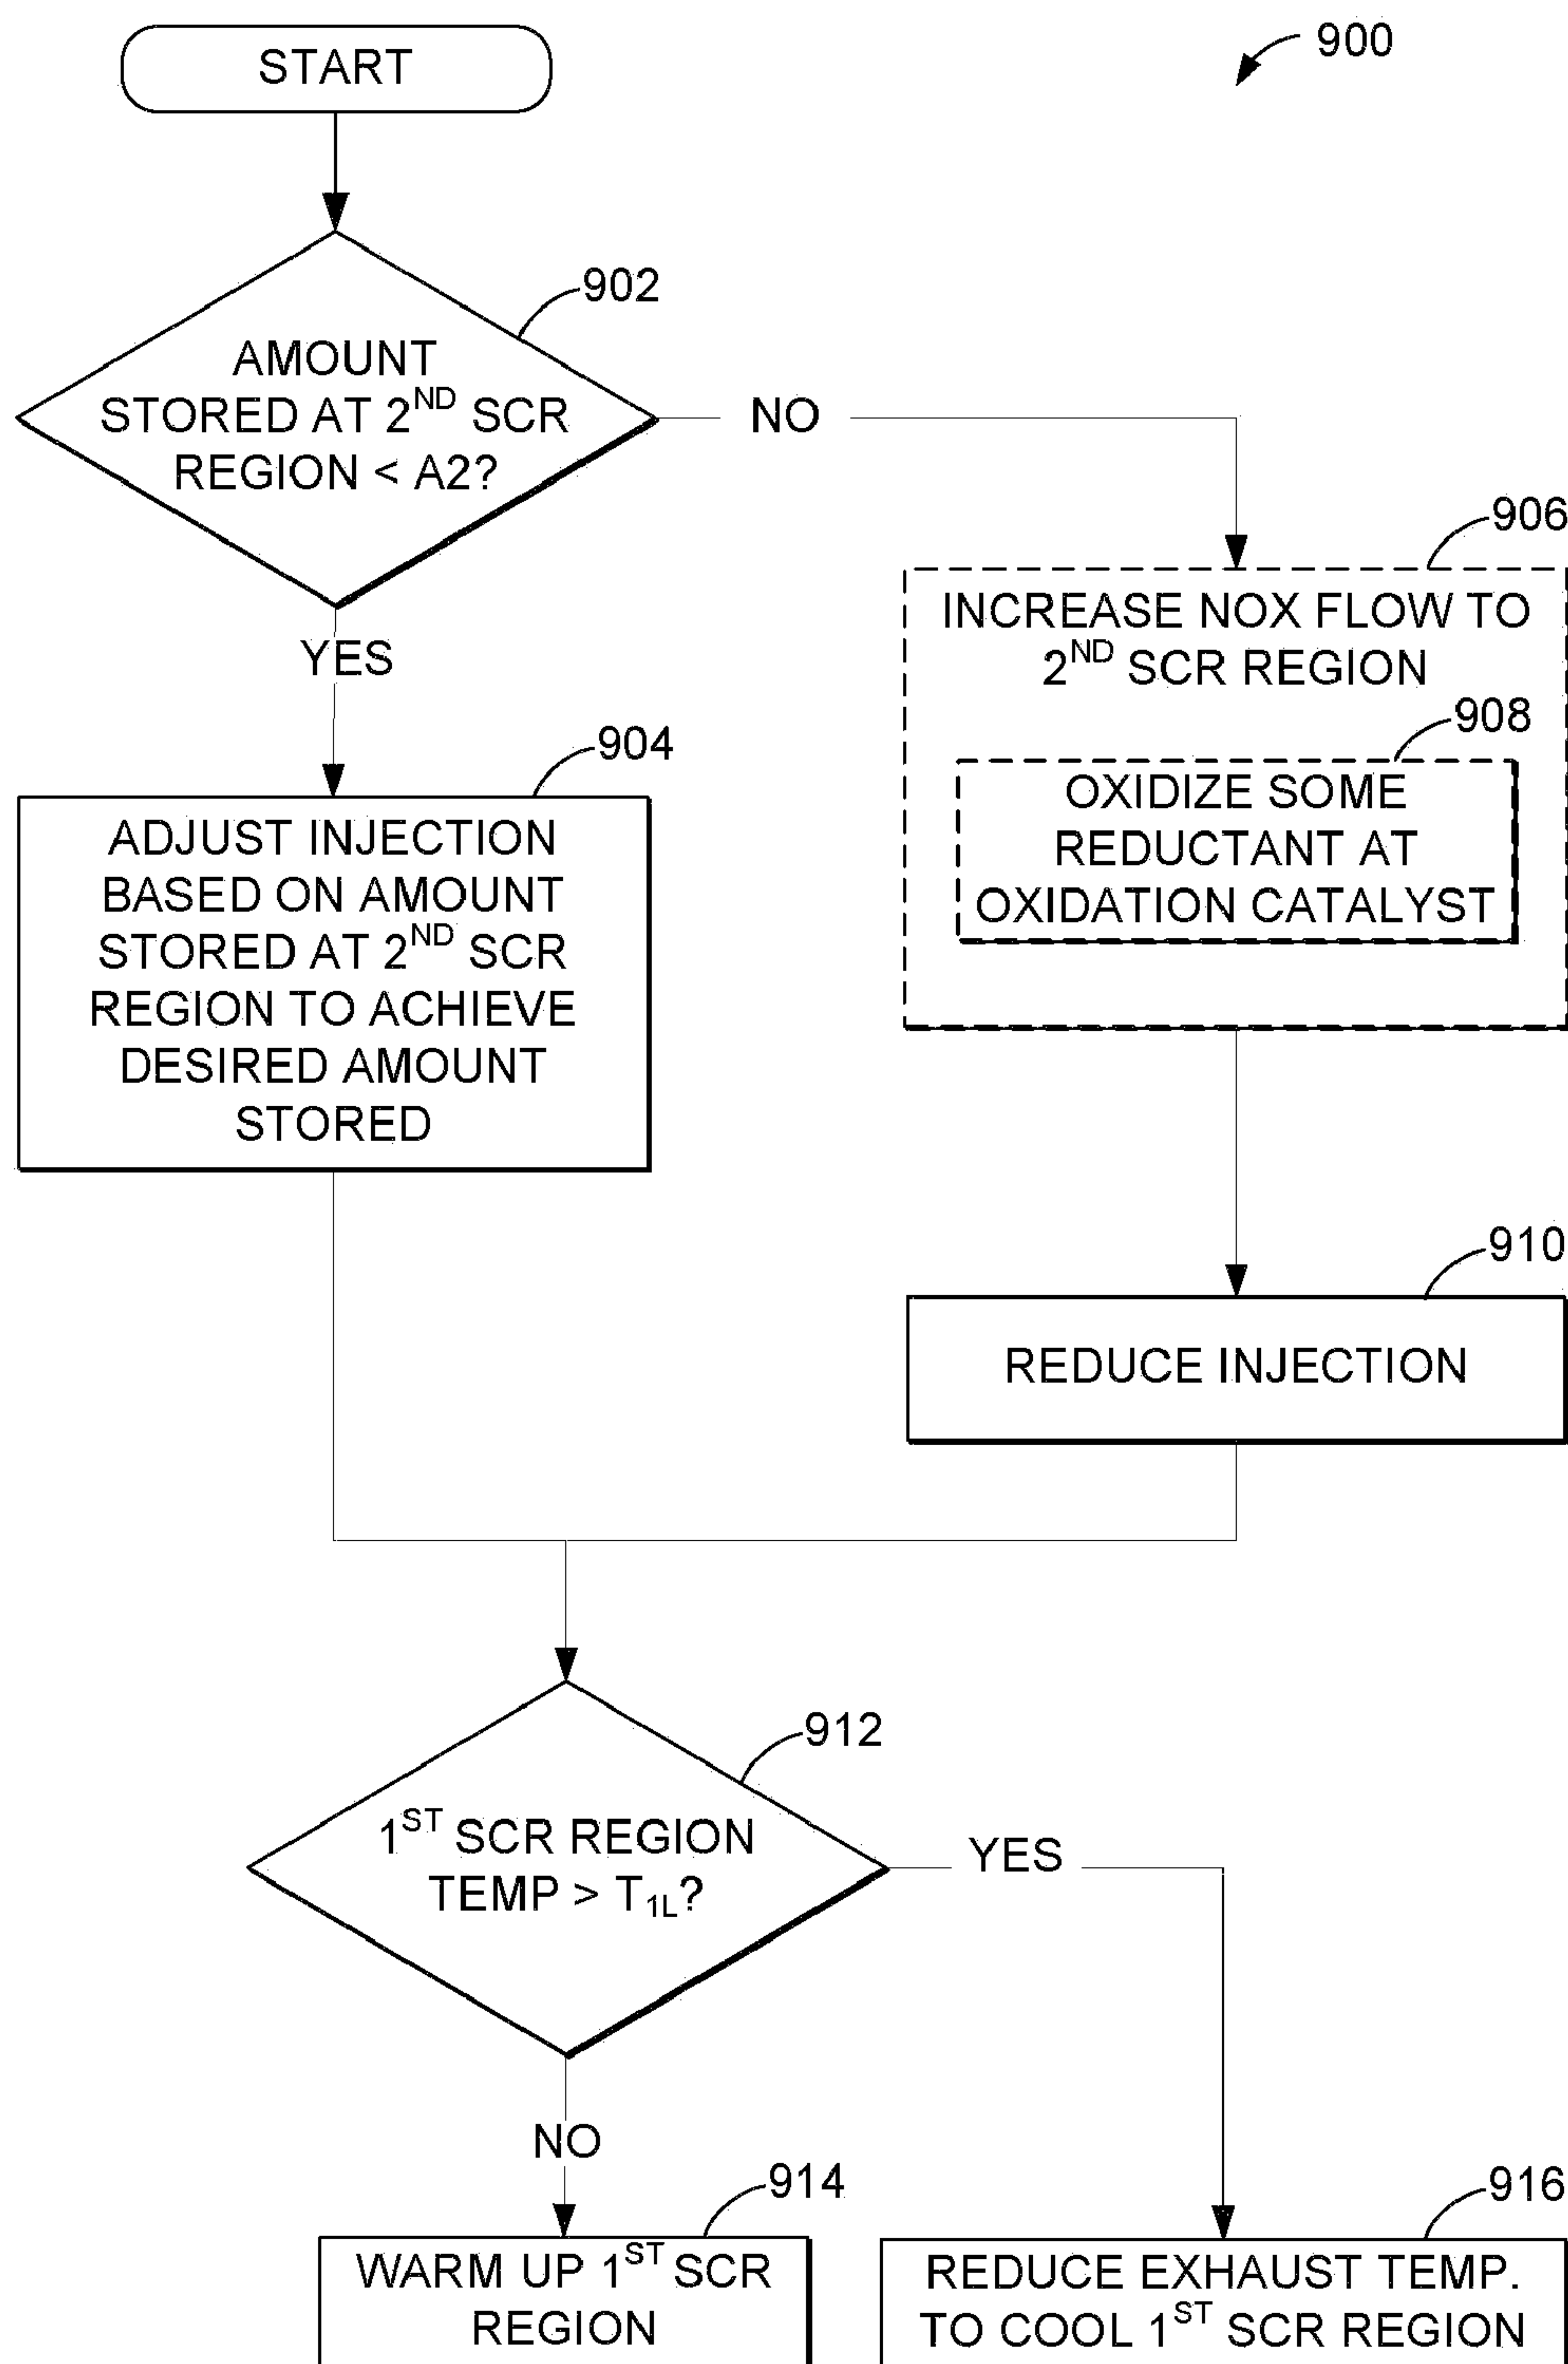 START
900
902
AMOUNT
STORED AT 2ND SCR
REGION < A2?
NO
YES
904
ADJUST INJECTION
BASED ON AMOUNT
STORED AT 2ND SCR
REGION TO ACHIEVE
DESIRED AMOUNT
STORED
906
INCREASE NOX FLOW TO
2ND SCR REGION
908
OXIDIZE SOME
REDUCTANT AT
OXIDATION CATALYST
910
REDUCE INJECTION
912
1ST SCR REGION
TEMP > T1L?
YES
NO
914
WARM UP 1ST SCR
REGION
916
REDUCE EXHAUST TEMP.
TO COOL 1ST SCR REGION